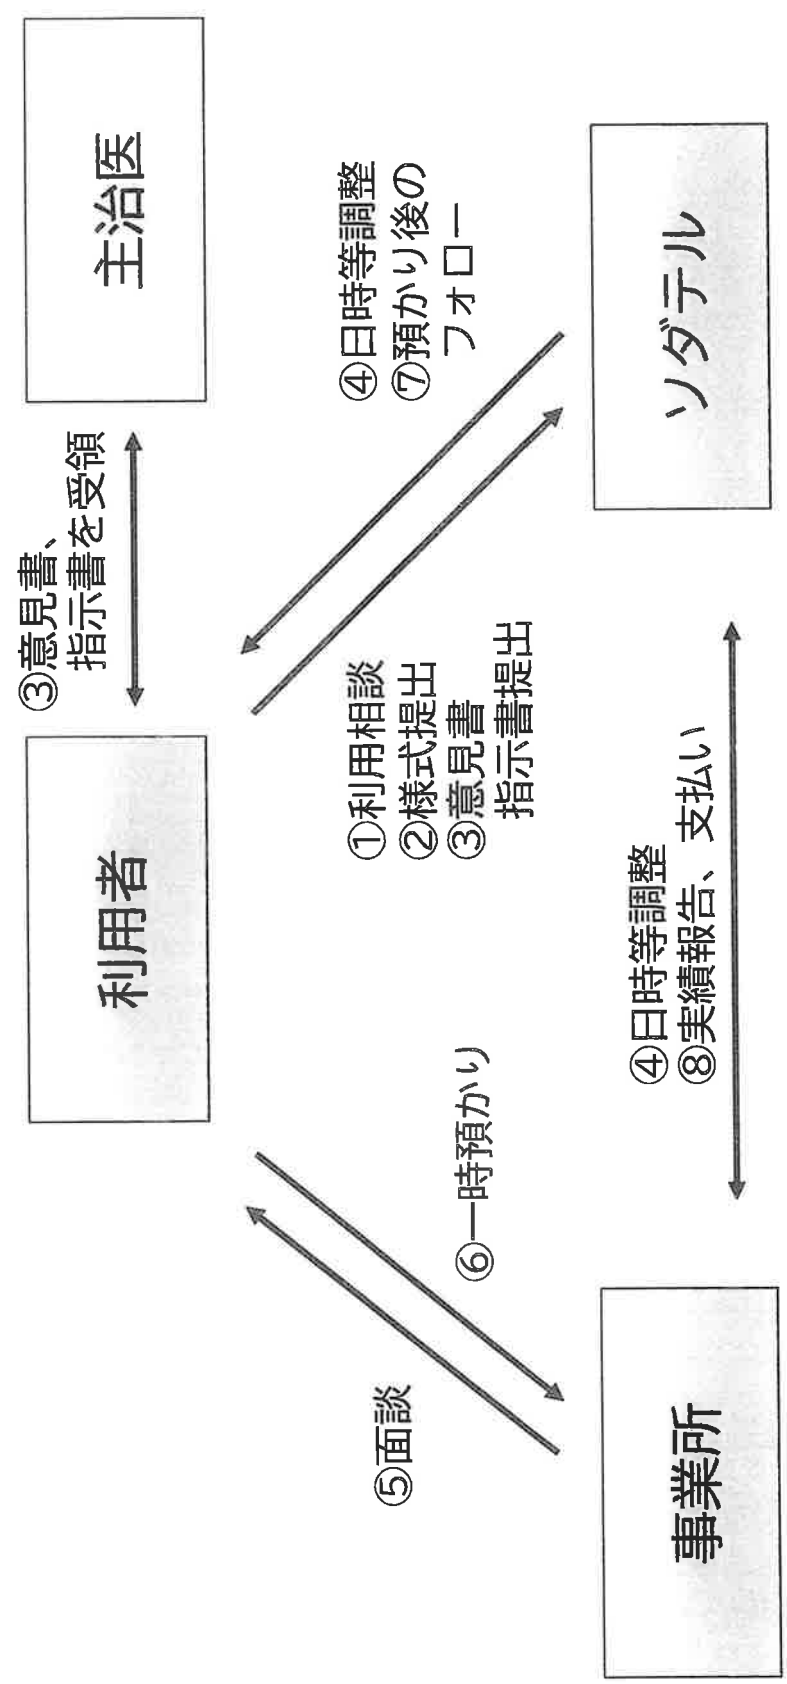 利用者
主治医
③意見書、
指示書を受領
①利用相談
②様式提出
③意見書
指示書提出
④日時等調整
⑦預かり後の
フォロー
⑤面談
⑥一時預かり
④日時等調整
⑧実績報告、支払い
事業所
ソダテル